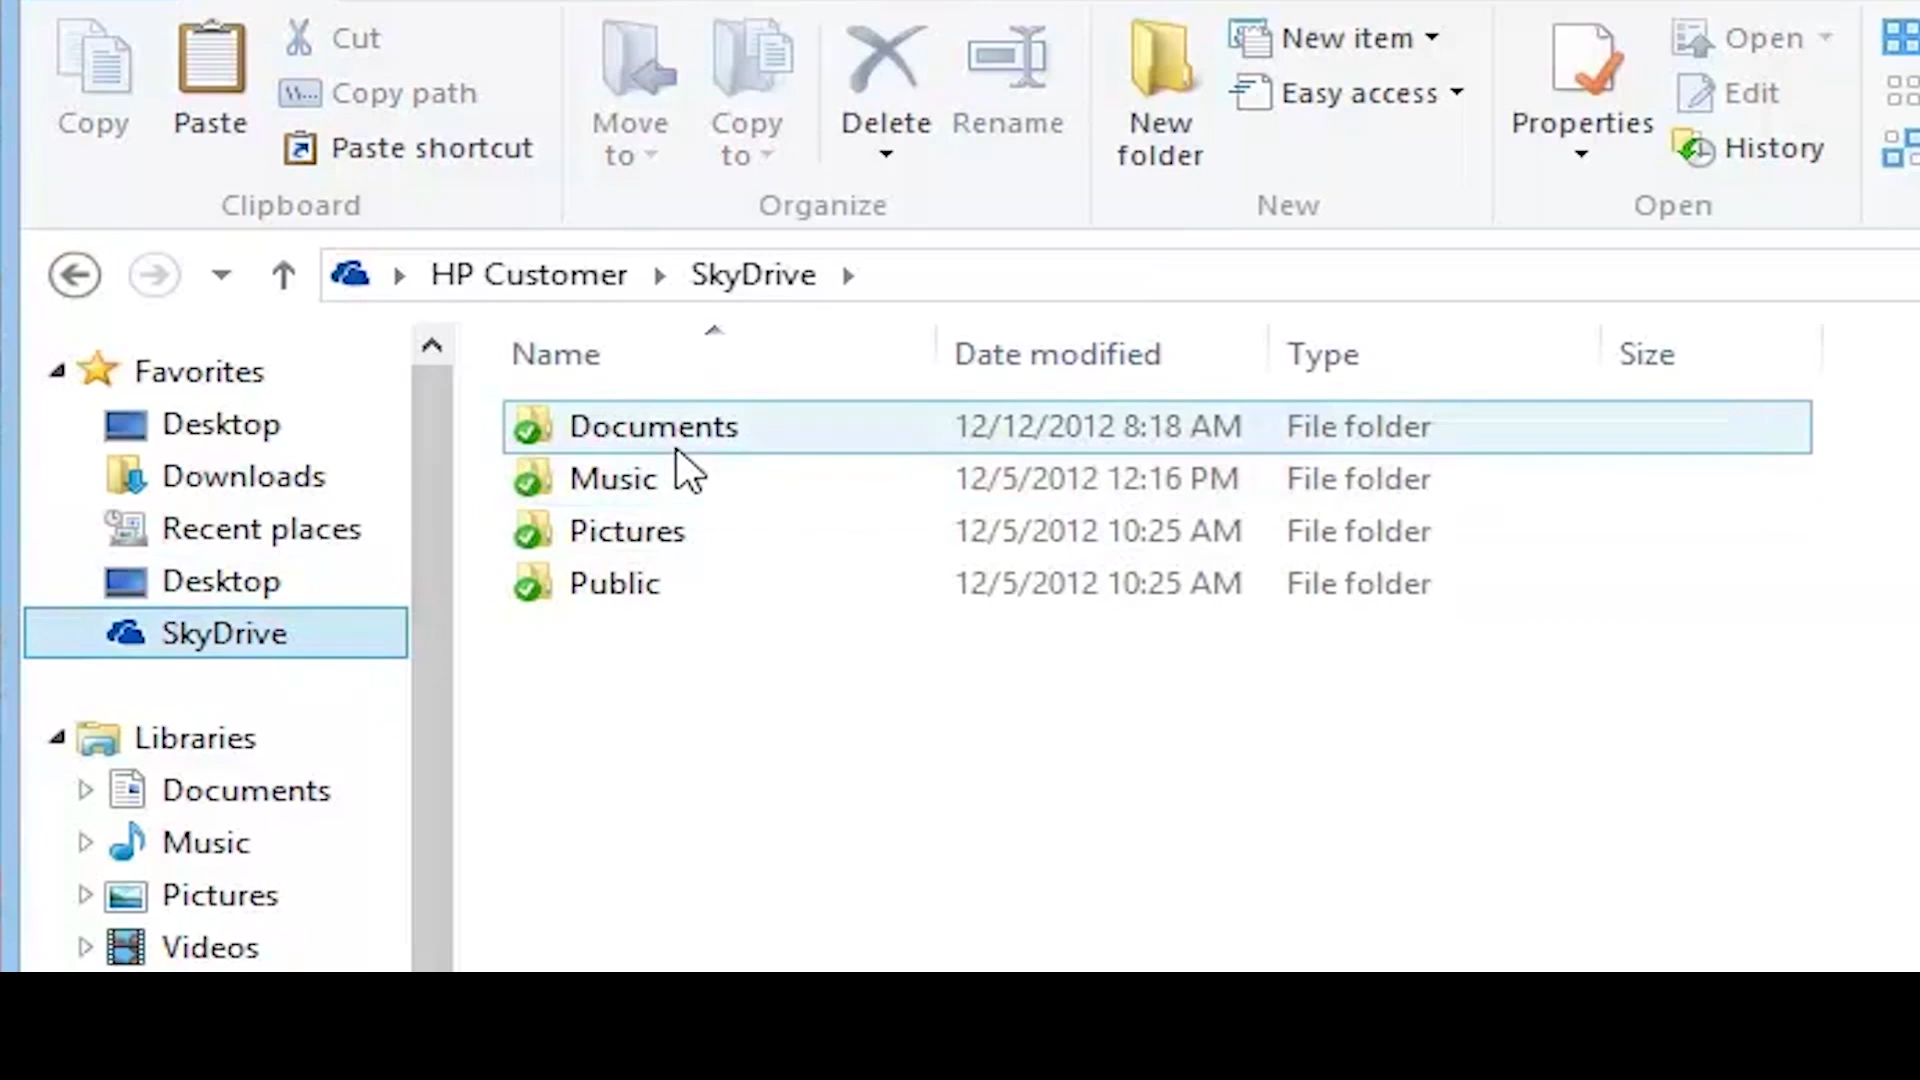 Copy
Paste
Cut
Copy path
Paste shortcut
Clipboard
Move to
Copy to
Delete
Rename
Organize
New folder
New item
Easy access
New
Properties
Open
Edit
History
Open
HP Customer
SkyDrive
Favorites
Desktop
Downloads
Recent places
Desktop
SkyDrive
Libraries
Documents
Music
Pictures
Videos
Name Date modified Type Size
Documents 12/12/2012 8:18 AM File folder
Music 12/5/2012 12:16 PM File folder
Pictures 12/5/2012 10:25 AM File folder
Public 12/5/2012 10:25 AM File folder